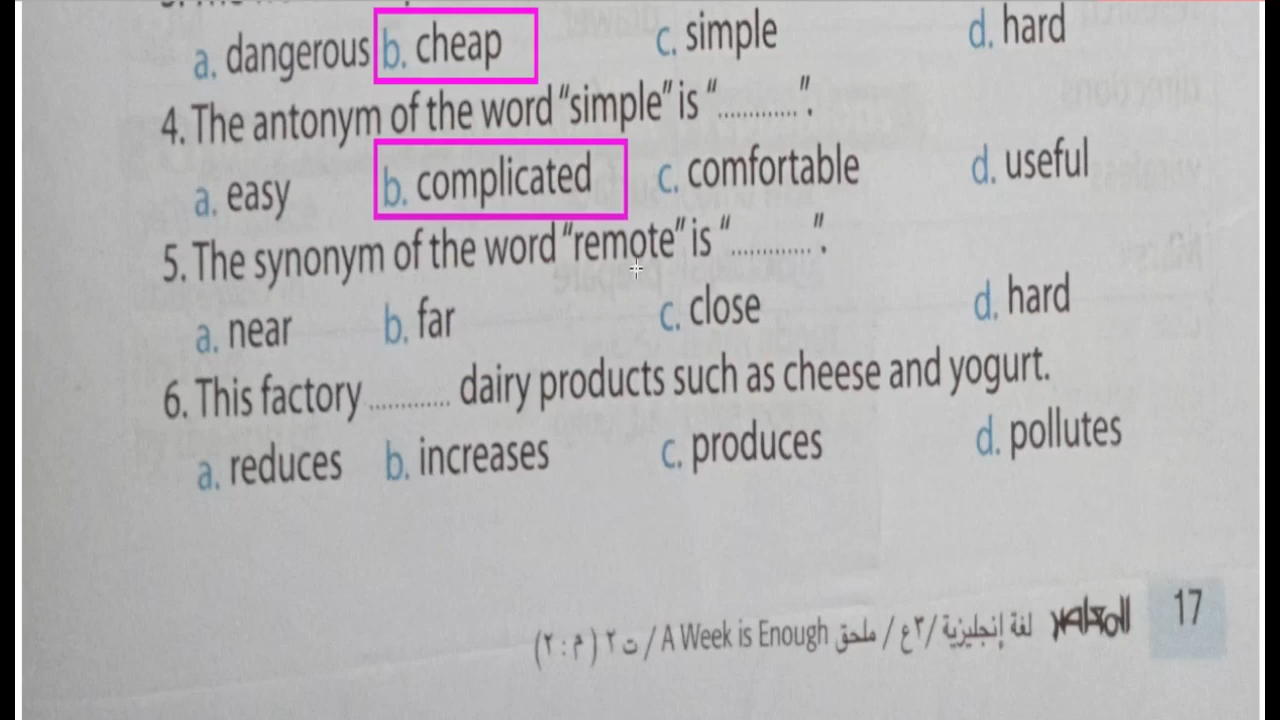 a. dangerous b. cheap c. simple d. hard
4. The antonym of the word "simple" is "............".
a. easy b. complicated c. comfortable d. useful
5. The synonym of the word "remote" is "............".
a. near b. far c. close d. hard
6. This factory ............ dairy products such as cheese and yogurt.
a. reduces b. increases c. produces d. pollutes
المعاصر لغة إنجليزية /٣ع / ملحق A Week is Enough / ت ٢ (م : ٢) 17